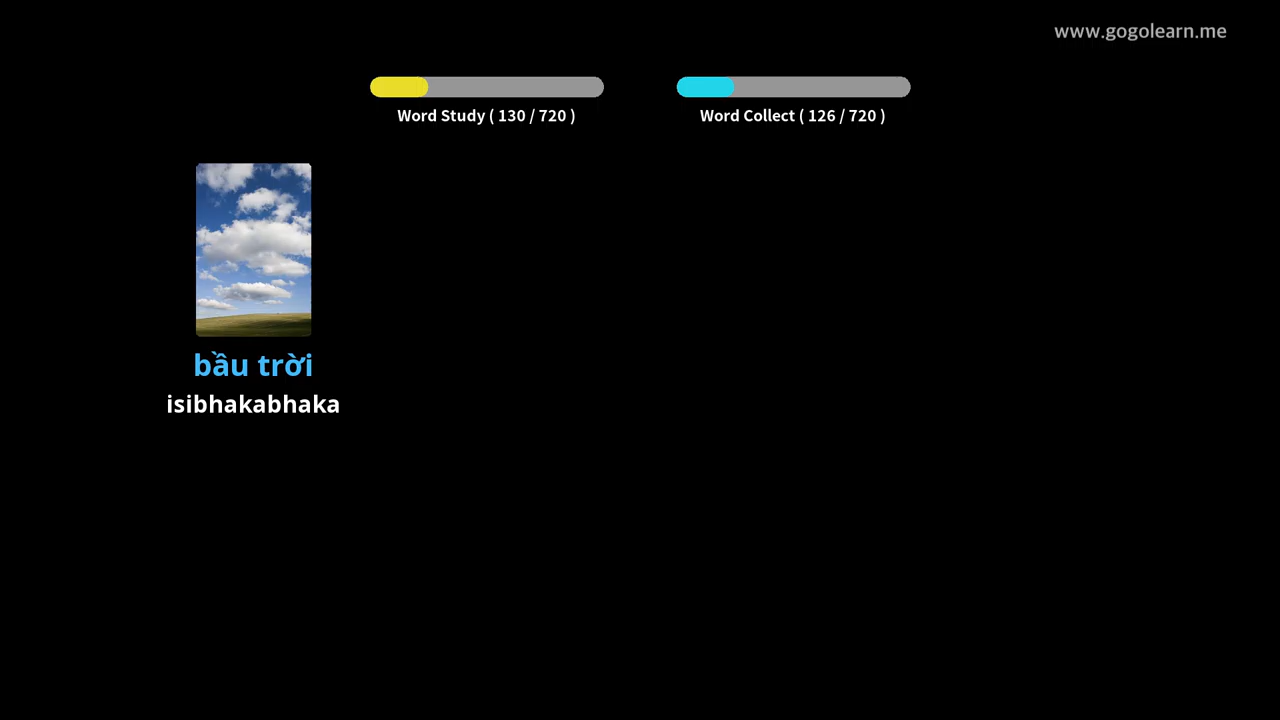 www.gogolearn.me
Word Study ( 130 / 720 )
Word Collect ( 126 / 720 )
bầu trời
isibhakabhaka